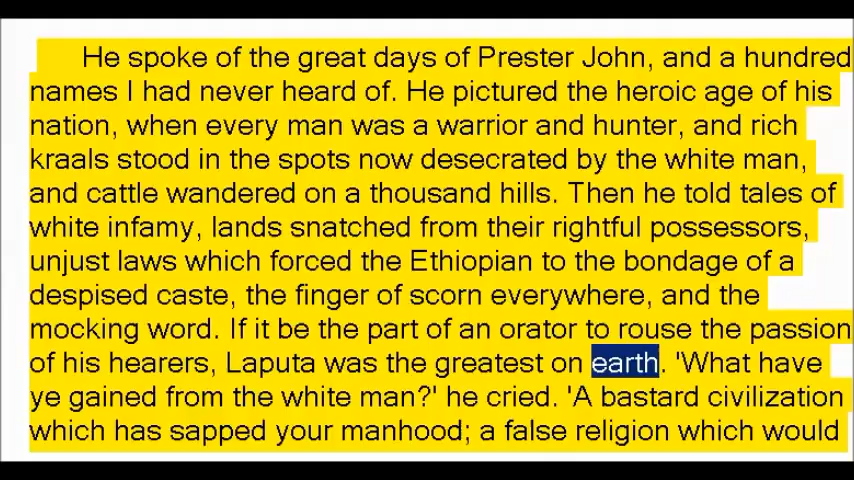 He spoke of the great days of Prester John, and a hundred
names I had never heard of. He pictured the heroic age of his
nation, when every man was a warrior and hunter, and rich
kraals stood in the spots now desecrated by the white man,
and cattle wandered on a thousand hills. Then he told tales of
white infamy, lands snatched from their rightful possessors,
unjust laws which forced the Ethiopian to the bondage of a
despised caste, the finger of scorn everywhere, and the
mocking word. If it be the part of an orator to rouse the passion
of his hearers, Laputa was the greatest on earth. 'What have
ye gained from the white man?' he cried. 'A bastard civilization
which has sapped your manhood; a false religion which would